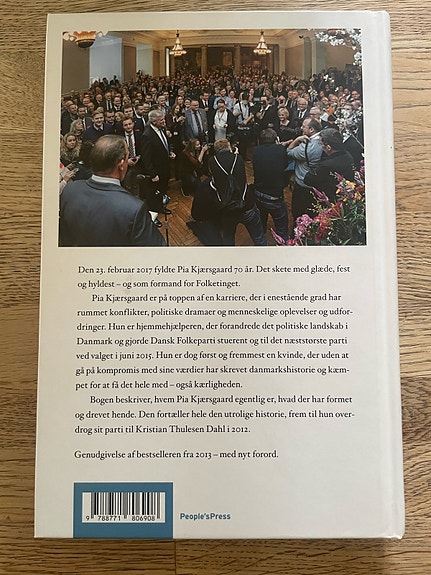 Den 23. februar 2017 fyldte Pia Kjærsgaard 70 år. Det skete med glæde, fest
og hyldest – og som formand for Folketinget.
Pia Kjærsgaard er på toppen af en karriere, der i enestående grad har
rummet konflikter, politiske dramaer og menneskelige oplevelser og udfor-
dringer. Hun er hjemmehjælperen, der forandrede det politiske landskab i
Danmark og gjorde Dansk Folkeparti stuerent og til det næststørste parti
ved valget i juni 2015. Hun er dog først og fremmest en kvinde, der uden at
gå på kompromis med sine værdier har skrevet danmarkshistorie og kæm-
pet for at få det hele med – også kærligheden.
Bogen beskriver, hvem Pia Kjærsgaard egentlig er, hvad der har formet
og drevet hende. Den fortæller hele den utrolige historie, frem til hun over-
drog sit parti til Kristian Thulesen Dahl i 2012.
Genudgivelse af bestselleren fra 2013 – med nyt forord.
9 788771 806908
People'sPress